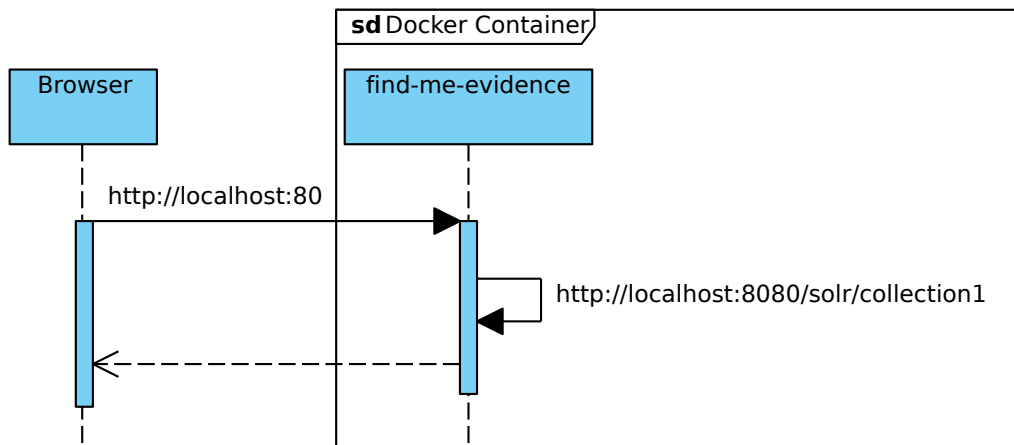 sd Docker Container
Browser
find-me-evidence
http://localhost:80
http://localhost:8080/solr/collection1